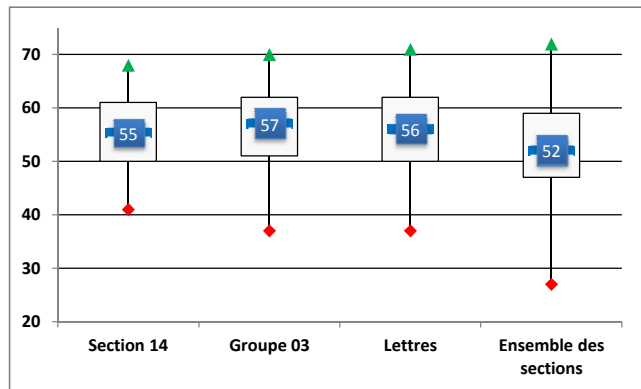 70
60
50
40
30
20
55
57
56
52
Section 14
Groupe 03
Lettres
Ensemble des
sections